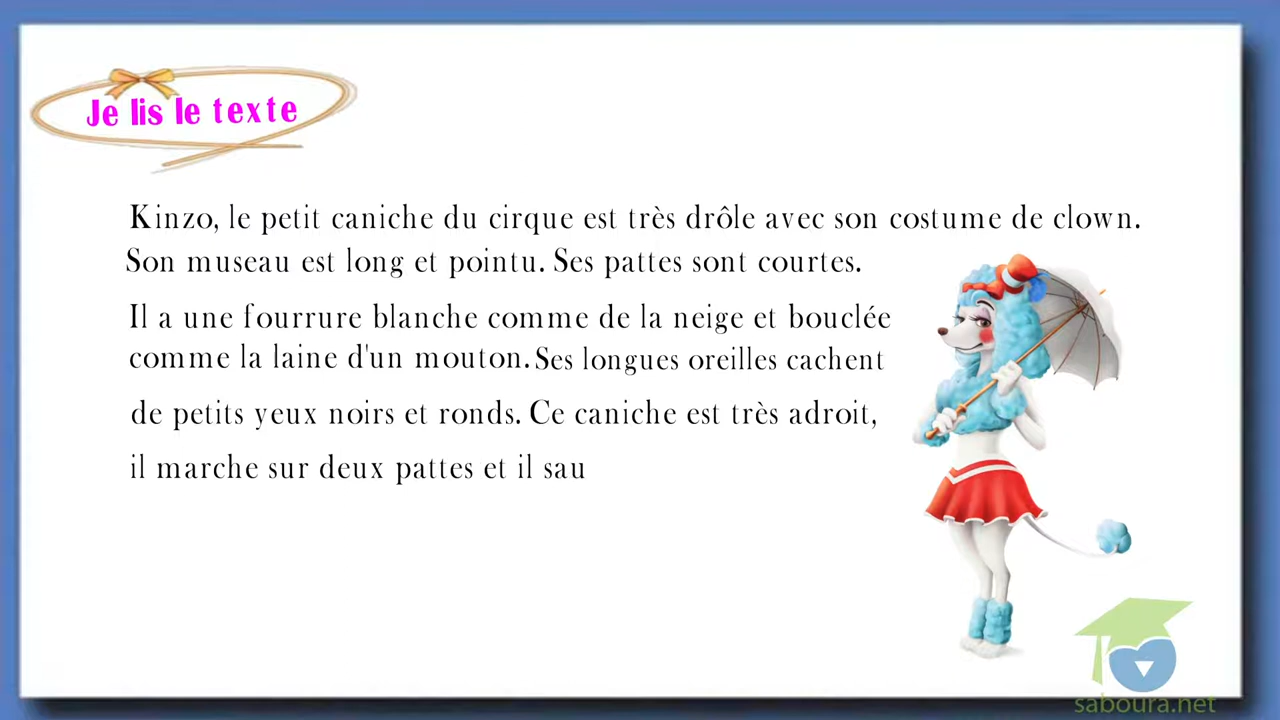 Je lis le texte
Kinzo, le petit caniche du cirque est très drôle avec son costume de clown.
Son museau est long et pointu. Ses pattes sont courtes.
Il a une fourrure blanche comme de la neige et bouclée
comme la laine d'un mouton. Ses longues oreilles cachent
de petits yeux noirs et ronds. Ce caniche est très adroit,
il marche sur deux pattes et il sau
saboura.net